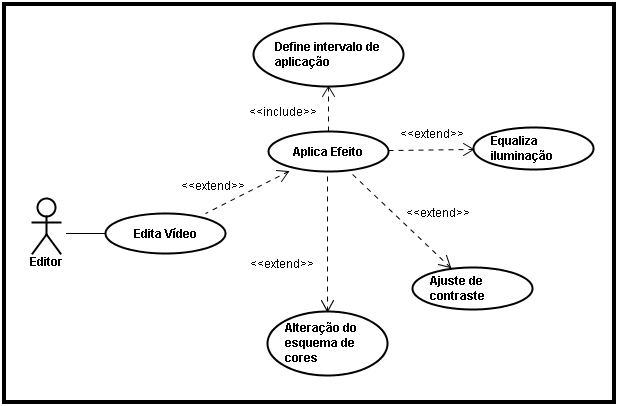 Define intervalo de
aplicação
<<include>>
Aplica Efeito
<<extend>>
Equaliza
iluminação
<<extend>>
Edita Vídeo
Editor
<<extend>>
<<extend>>
Ajuste de
contraste
Alteração do
esquema de
cores